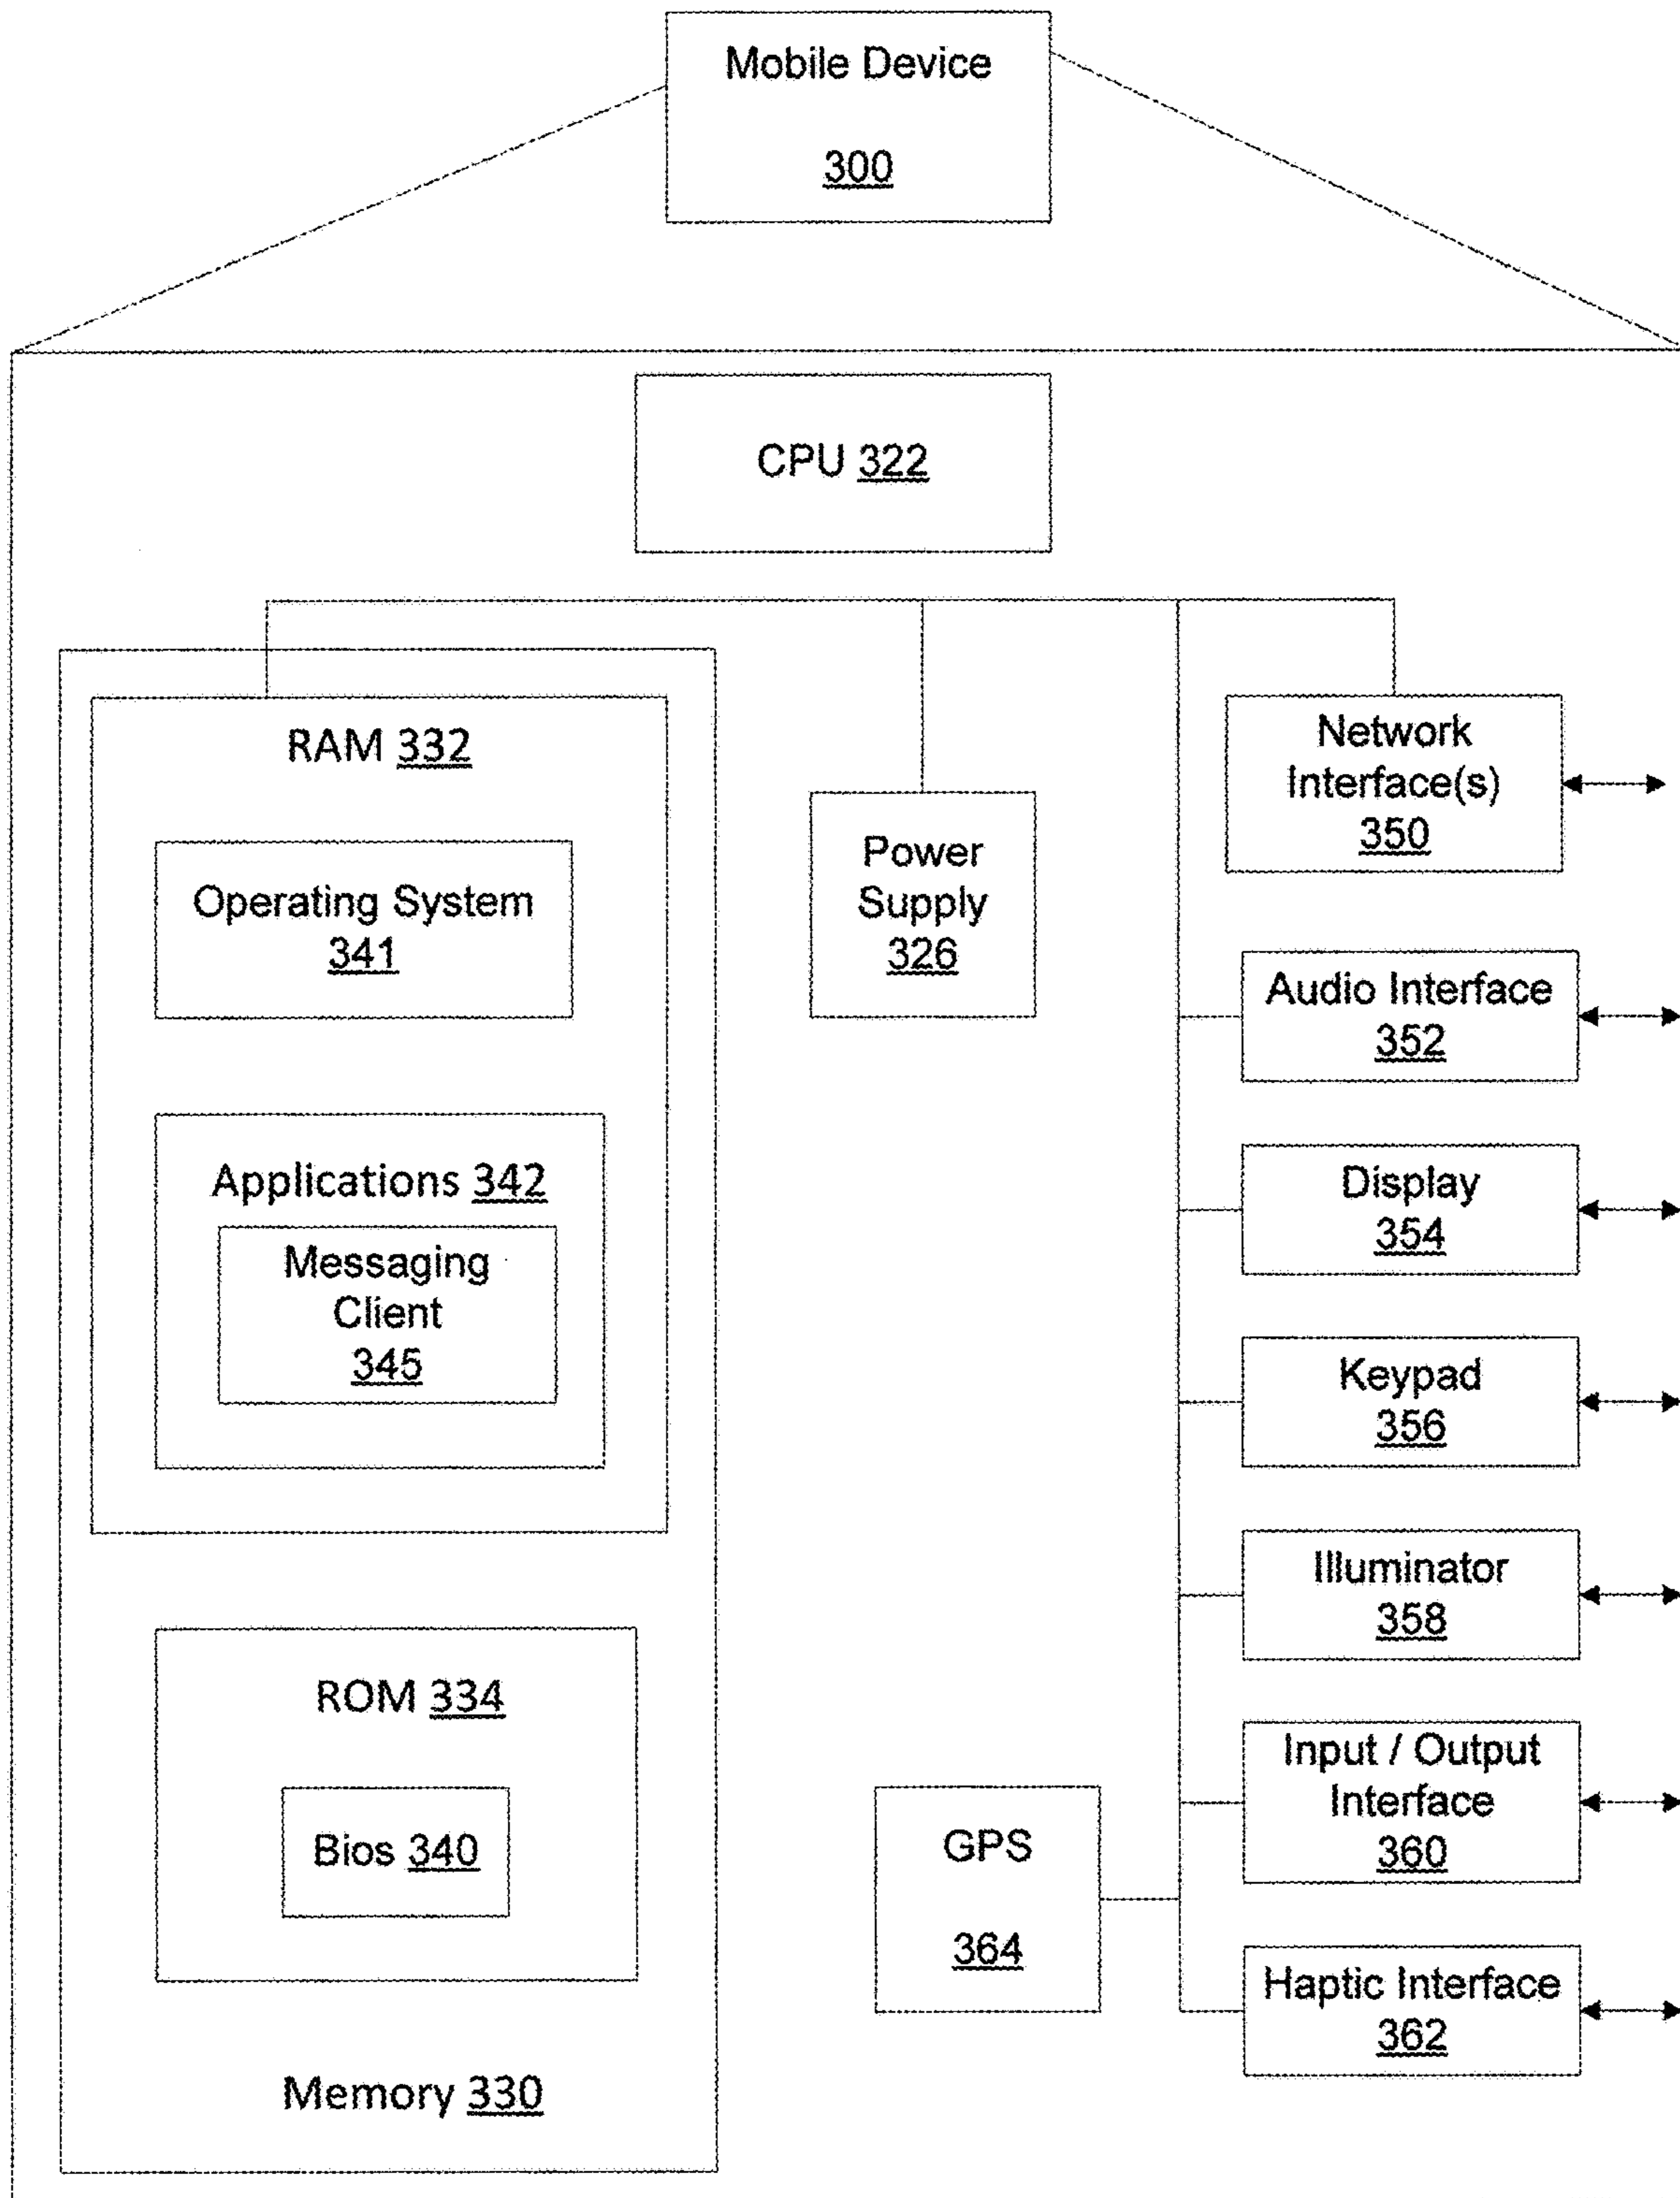 Mobile Device
300
CPU 322
RAM 332
Operating System
341
Applications 342
Messaging
Client
345
ROM 334
Bios 340
Memory 330
Power
Supply
326
GPS
364
Network
Interface(s)
350
Audio Interface
352
Display
354
Keypad
356
Illuminator
358
Input / Output
Interface
360
Haptic Interface
362